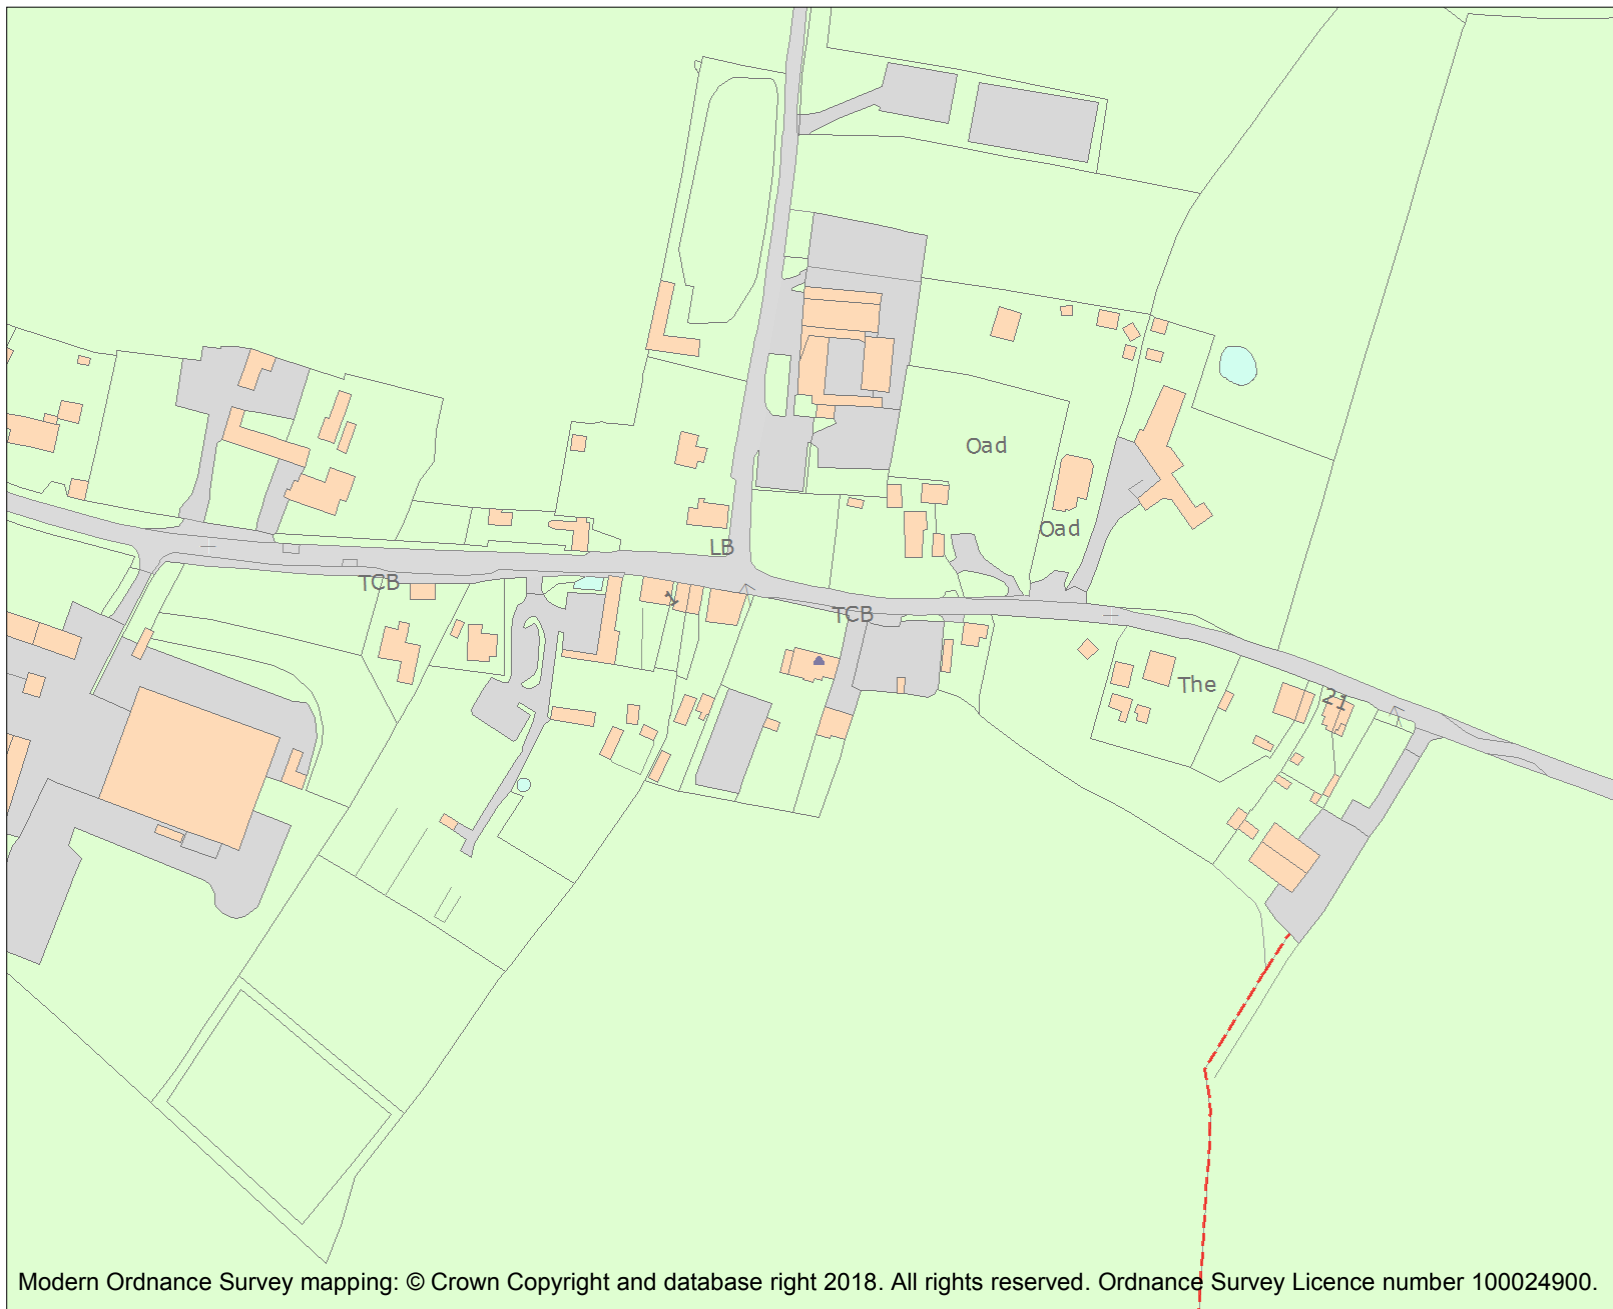 Oad
Oad
LB
TCB
1
TCB
The
21
Modern Ordnance Survey mapping: © Crown Copyright and database right 2018. All rights reserved. Ordnance Survey Licence number 100024900.